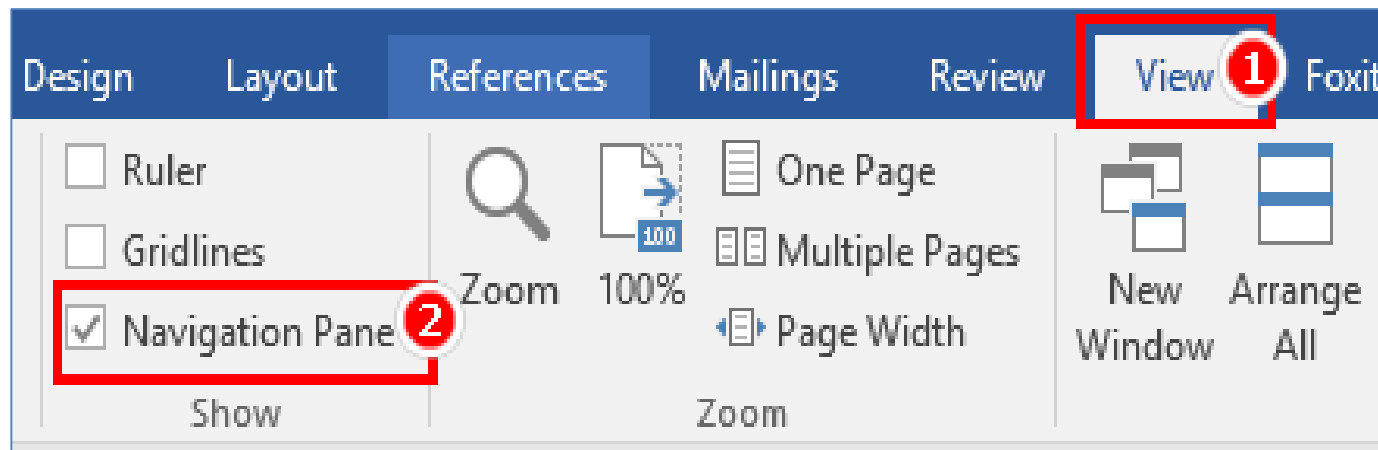 Design Layout References Mailings Review View 1 Foxit
Ruler
Gridlines
Navigation Pane 2
Show
Zoom
100
100%
One Page
Multiple Pages
Page Width
Zoom
New
Window
Arrange
All